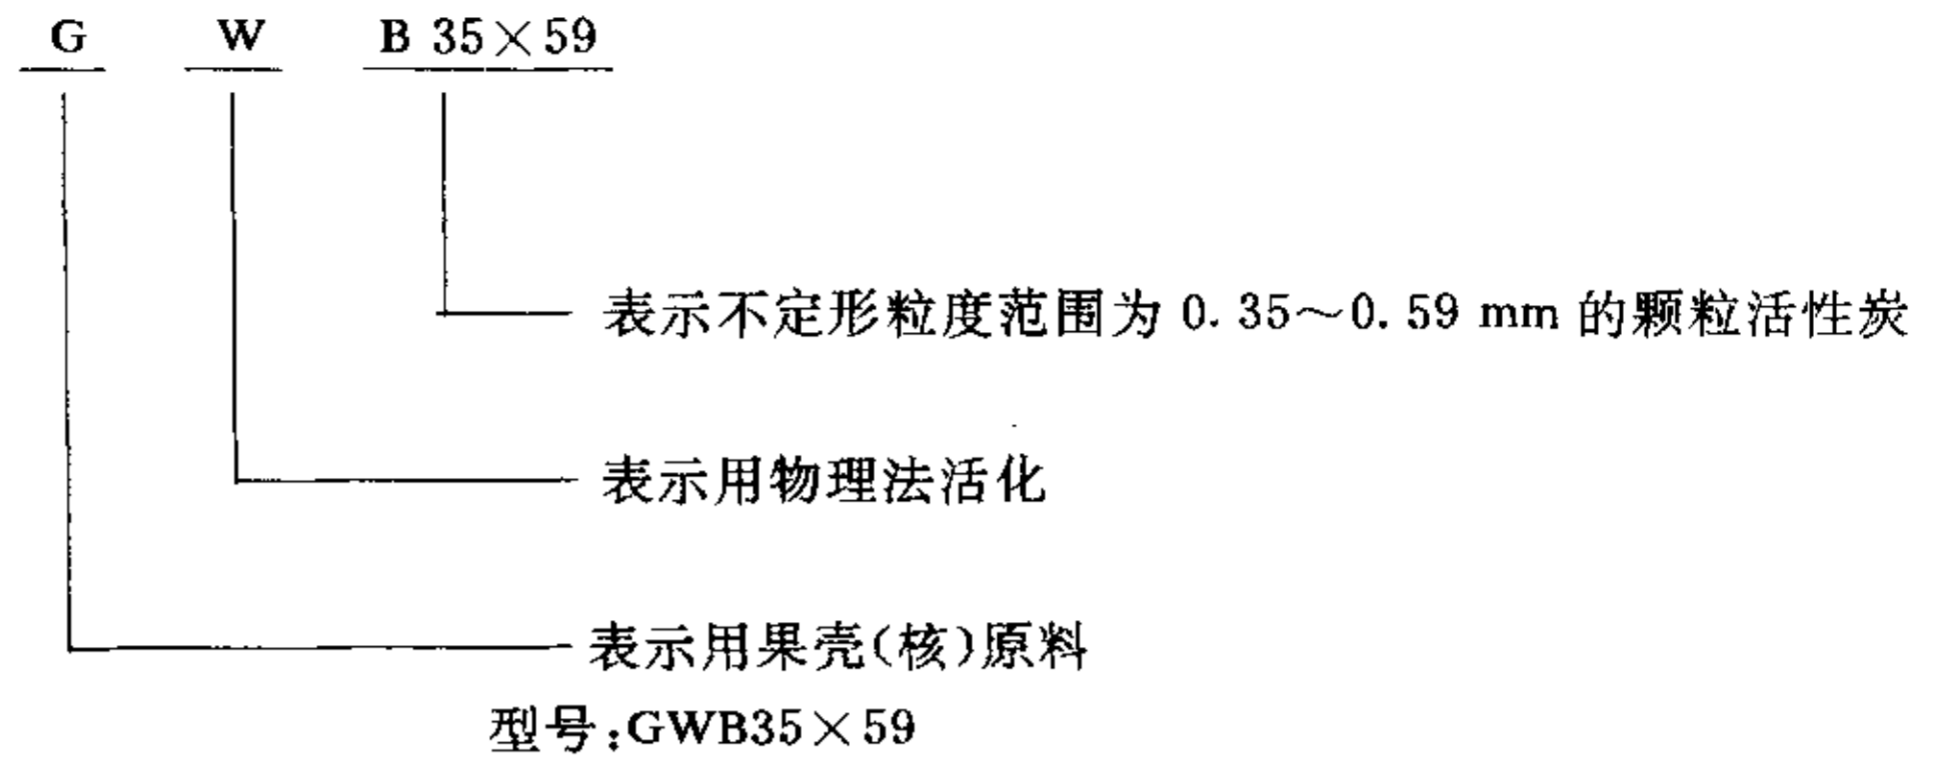 G W B 35×59
表示不定形粒度范围为 0.35～0.59 mm 的颗粒活性炭
表示用物理法活化
表示用果壳(核)原料
型号:GWB35×59